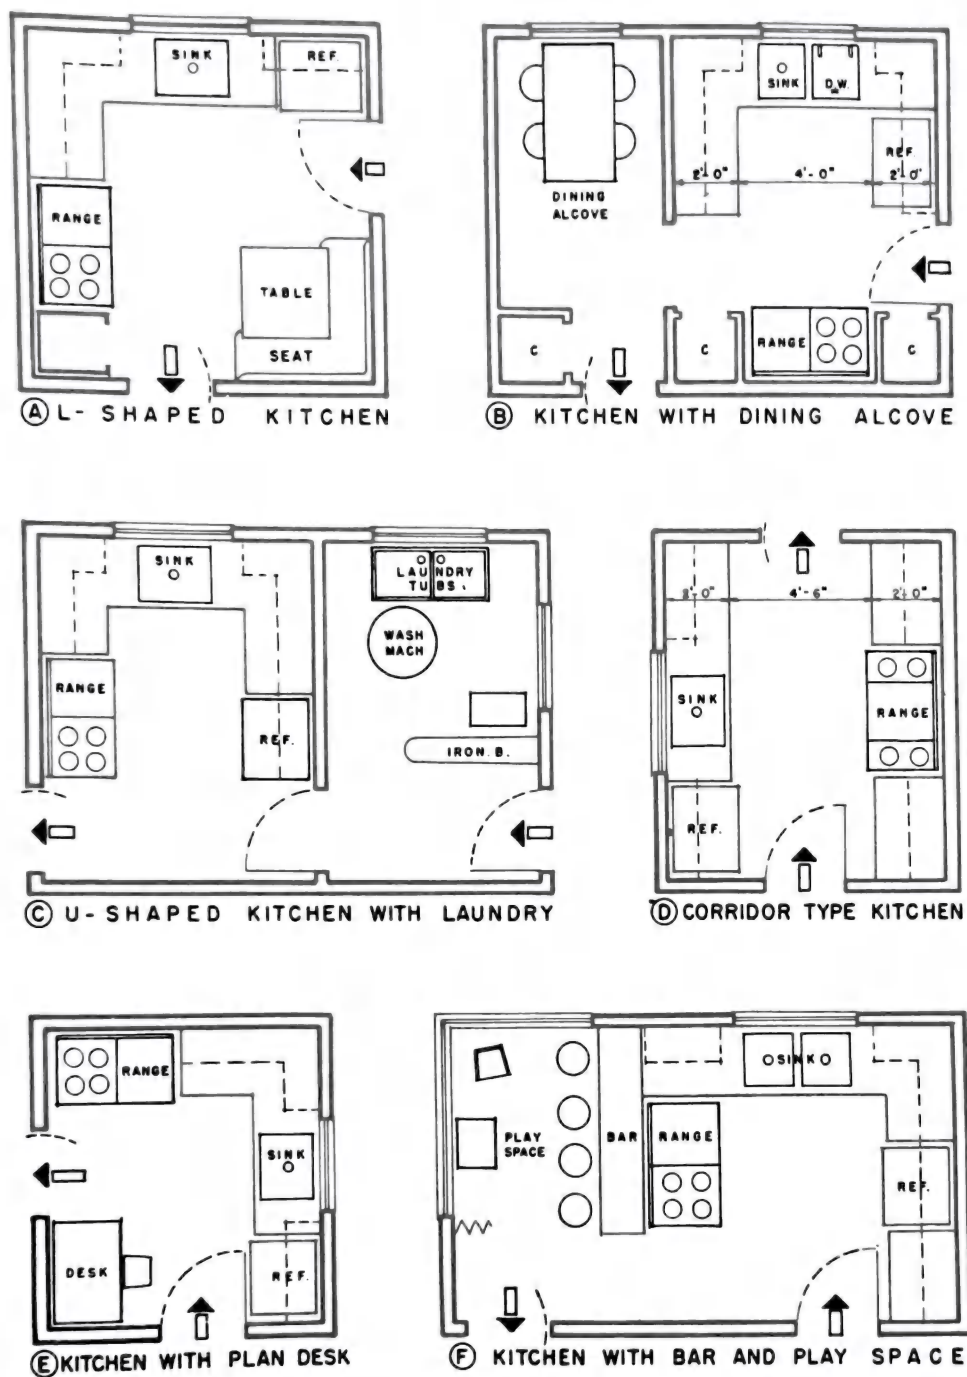 SINK
REF.
RANGE
TABLE
SEAT
Ⓐ L- SHAPED KITCHEN
DINING
ALCOVE
SINK
D.W.
REF.
2'-0"
4'-0"
2'-0"
C
C
RANGE
C
Ⓑ KITCHEN WITH DINING ALCOVE
SINK
RANGE
REF.
LAUNDRY
TUBS
WASH
MACH
IRON. B.
Ⓒ U-SHAPED KITCHEN WITH LAUNDRY
2'-0"
4'-6"
2'-0"
SINK
RANGE
REF.
Ⓓ CORRIDOR TYPE KITCHEN
RANGE
SINK
DESK
REF.
Ⓔ KITCHEN WITH PLAN DESK
PLAY
SPACE
BAR
SINK
RANGE
REF.
Ⓕ KITCHEN WITH BAR AND PLAY SPACE